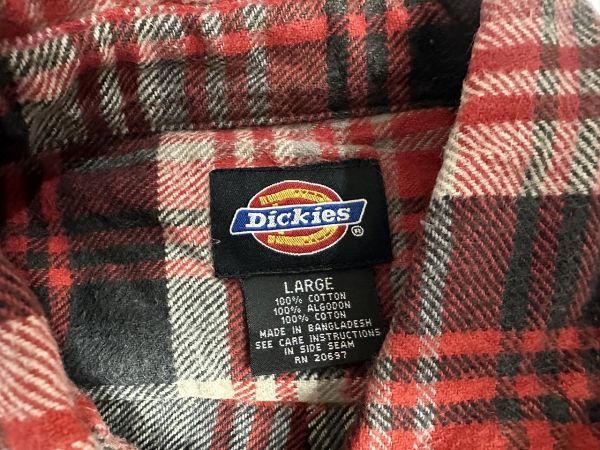 Dickies
®
LARGE
100% COTTON
100% ALGODON
100% COTON
MADE IN BANGLADESH
SEE CARE INSTRUCTIONS
IN SIDE SEAM
RN 20697